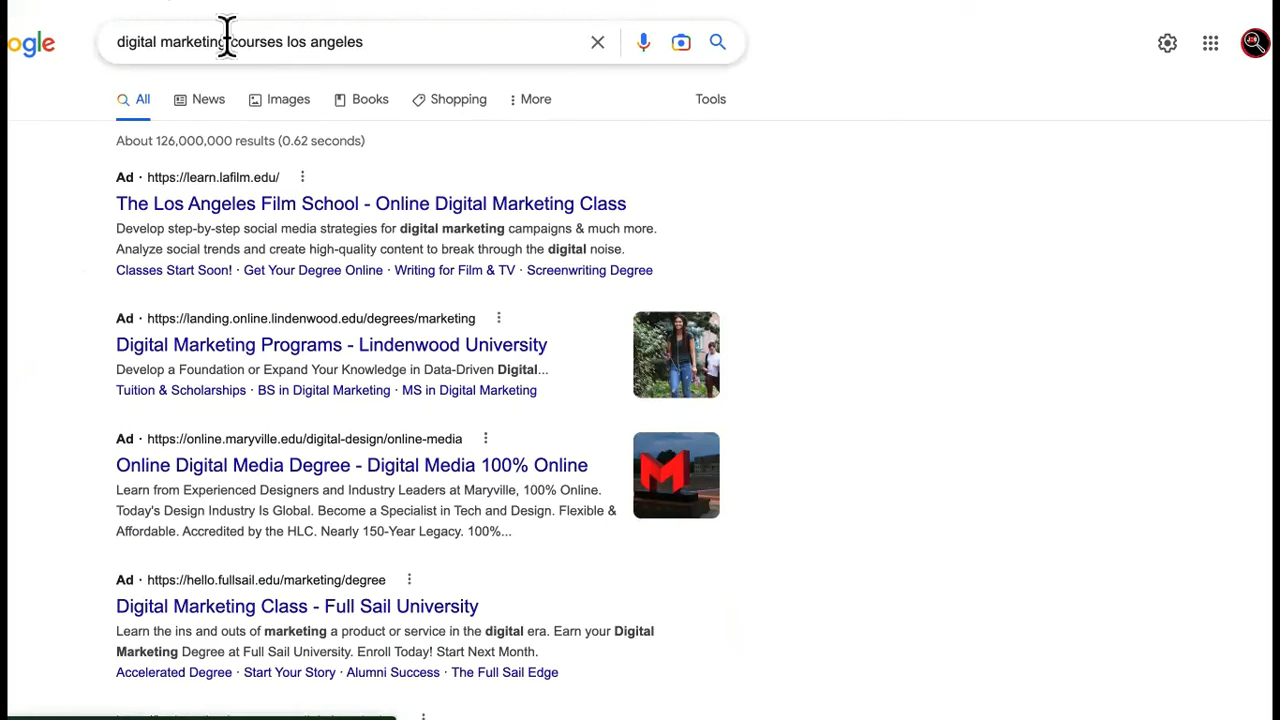 ogle
digital marketing courses los angeles
All News Images Books Shopping More Tools
About 126,000,000 results (0.62 seconds)
Ad · https://learn.lafilm.edu/
The Los Angeles Film School - Online Digital Marketing Class
Develop step-by-step social media strategies for digital marketing campaigns & much more.
Analyze social trends and create high-quality content to break through the digital noise.
Classes Start Soon! · Get Your Degree Online · Writing for Film & TV · Screenwriting Degree
Ad · https://landing.online.lindenwood.edu/degrees/marketing
Digital Marketing Programs - Lindenwood University
Develop a Foundation or Expand Your Knowledge in Data-Driven Digital...
Tuition & Scholarships · BS in Digital Marketing · MS in Digital Marketing
Ad · https://online.maryville.edu/digital-design/online-media
Online Digital Media Degree - Digital Media 100% Online
Learn from Experienced Designers and Industry Leaders at Maryville, 100% Online.
Today's Design Industry Is Global. Become a Specialist in Tech and Design. Flexible &
Affordable. Accredited by the HLC. Nearly 150-Year Legacy. 100%...
Ad · https://hello.fullsail.edu/marketing/degree
Digital Marketing Class - Full Sail University
Learn the ins and outs of marketing a product or service in the digital era. Earn your Digital
Marketing Degree at Full Sail University. Enroll Today! Start Next Month.
Accelerated Degree · Start Your Story · Alumni Success · The Full Sail Edge